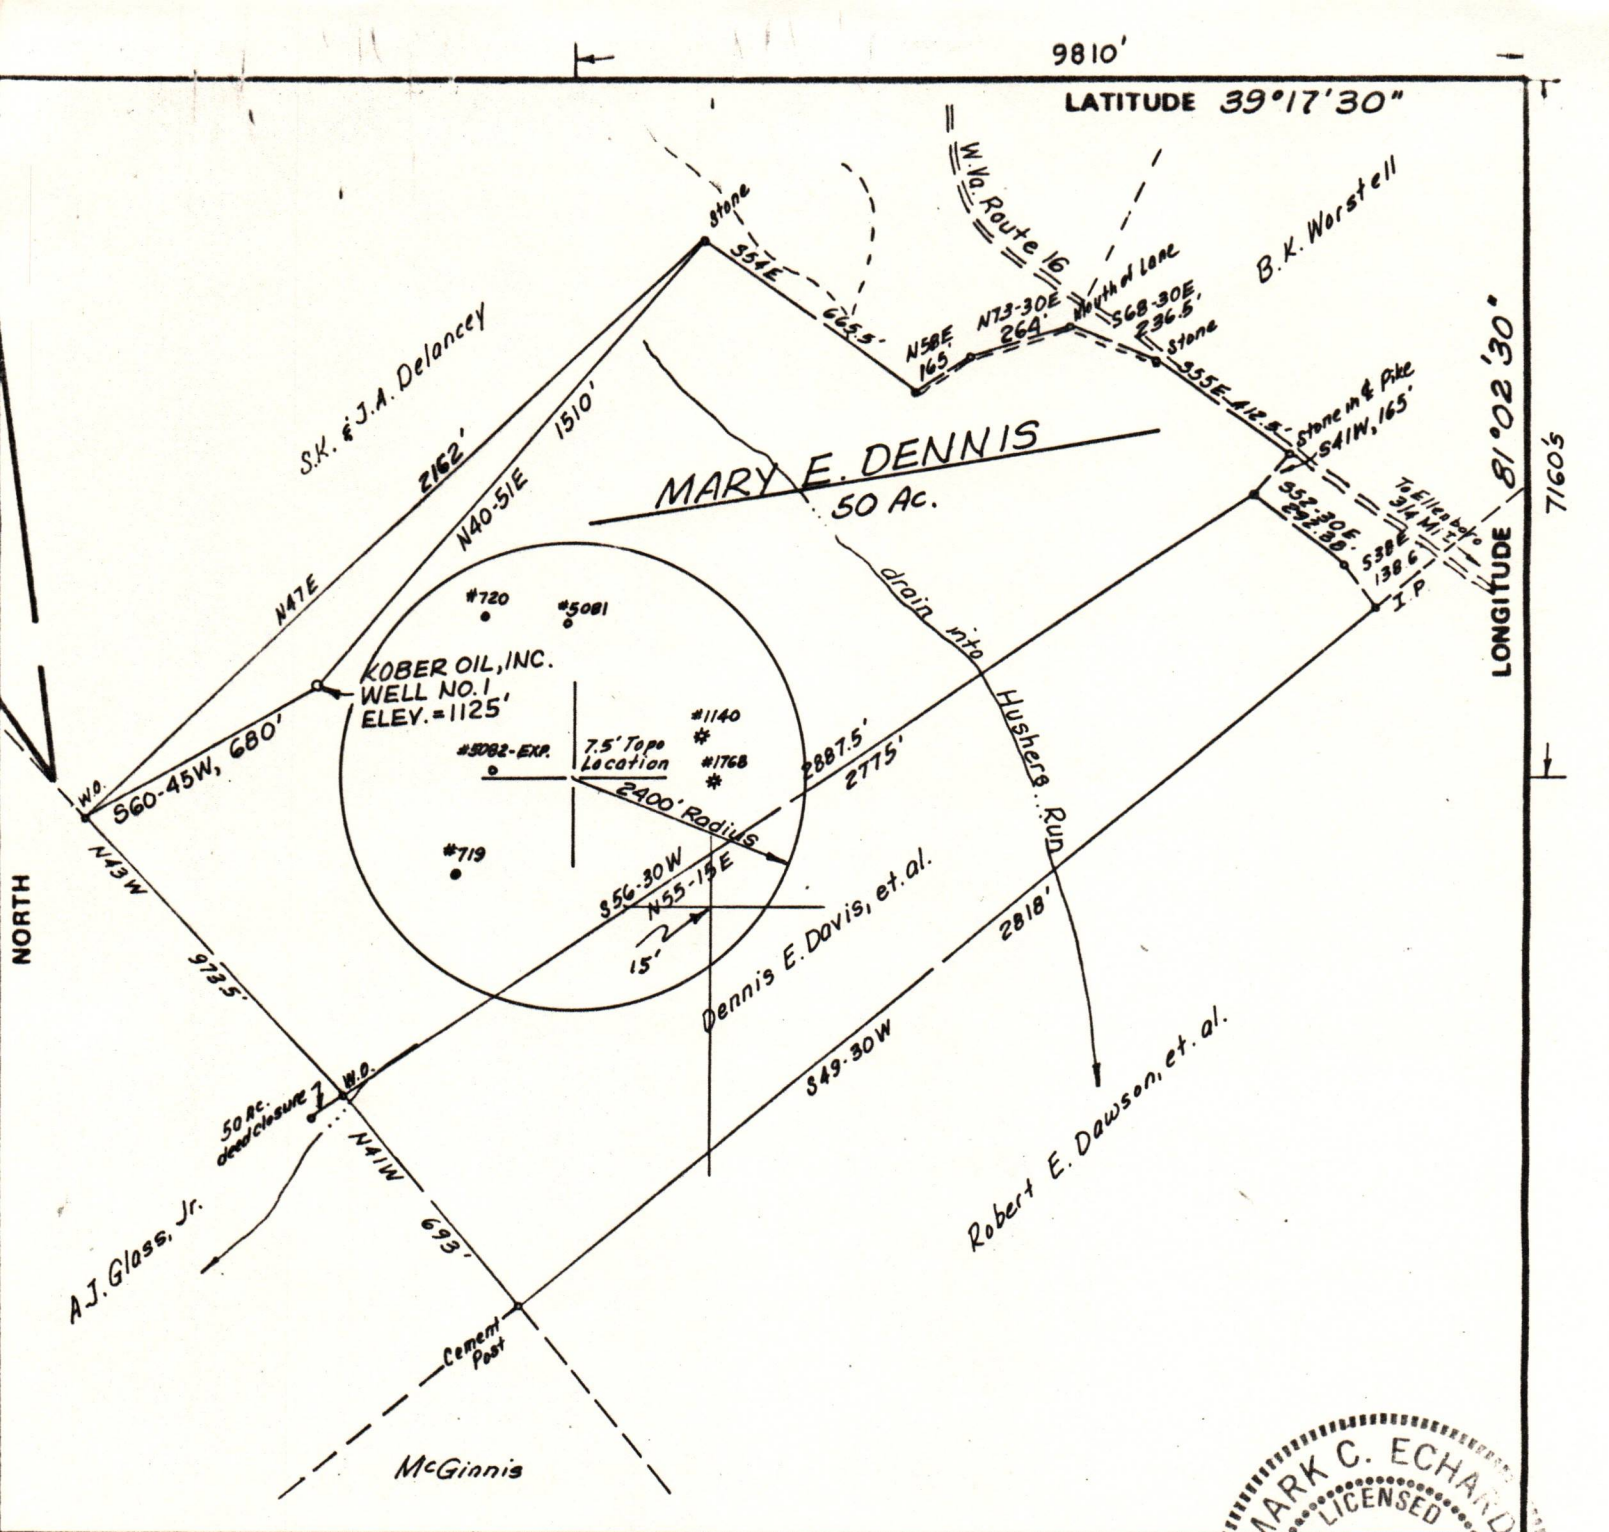 9810'
LATITUDE 39°17'30"
W.Va. Route 16
B.K. Worstell
Stone
S54E
665.5'
N58E
165'
N73-30E
264'
Mouth of Lane
S68-30E
236.5'
Stone
S55E-412.5'
Stone in ₵ Pike
S41W, 165'
LONGITUDE 81°02'30"
7160'S
S.K. & J.A. Delancey
2162'
1510'
N47E
N40-51E
MARY E. DENNIS
50 Ac.
S52-30E
292.38'
To Ellenboro
3/4 Mi.
S38E
138.6'
I.P.
drain into
Hushers Run
#720
#5081
KOBER OIL, INC.
WELL NO.1
ELEV.=1125'
#5082-EXP.
7.5' Topo
Location
#1140
#1768
2400' Radius
2887.5'
2775'
W.O.
S60-45W, 680'
#719
S56-30W
N55-15E
15'
N43W
973.5'
NORTH
Dennis E. Davis, et. al.
2818'
S49-30W
Robert E. Dawson, et. al.
W.O.
50 Ac.
deed closure
N41W
693'
A.J. Glass, Jr.
Cement
Post
McGinnis
MARK C. ECHARD
LICENSED